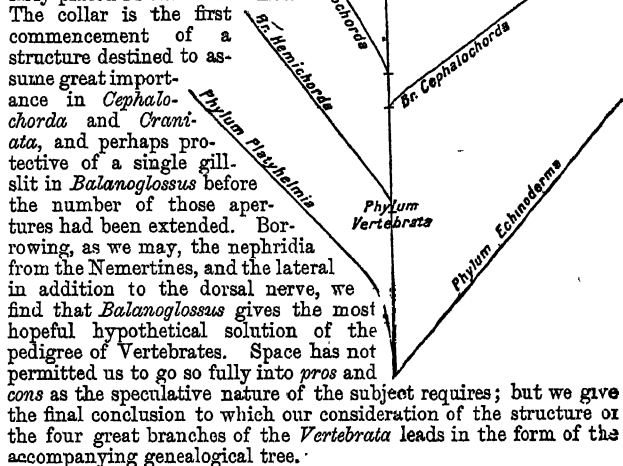 The collar is the first
commencement of a
structure destined to as-
sume great import-
ance in Cephalo-
chorda and Crani-
ata, and perhaps pro-
tective of a single gill-
slit in Balanoglossus before
the number of those aper-
tures had been extended. Bor-
rowing, as we may, the nephridia
from the Nemertines, and the lateral
in addition to the dorsal nerve, we
find that Balanoglossus gives the most
hopeful hypothetical solution of the
pedigree of Vertebrates. Space has not
permitted us to go so fully into pros and
cons as the speculative nature of the subject requires; but we give
the final conclusion to which our consideration of the structure of
the four great branches of the Vertebrata leads in the form of the
accompanying genealogical tree.
Br. Hemichorda
Br. Cephalochorda
Phylum Platyhelmia
Phylum
Vertebrata
Phylum Echinoderma